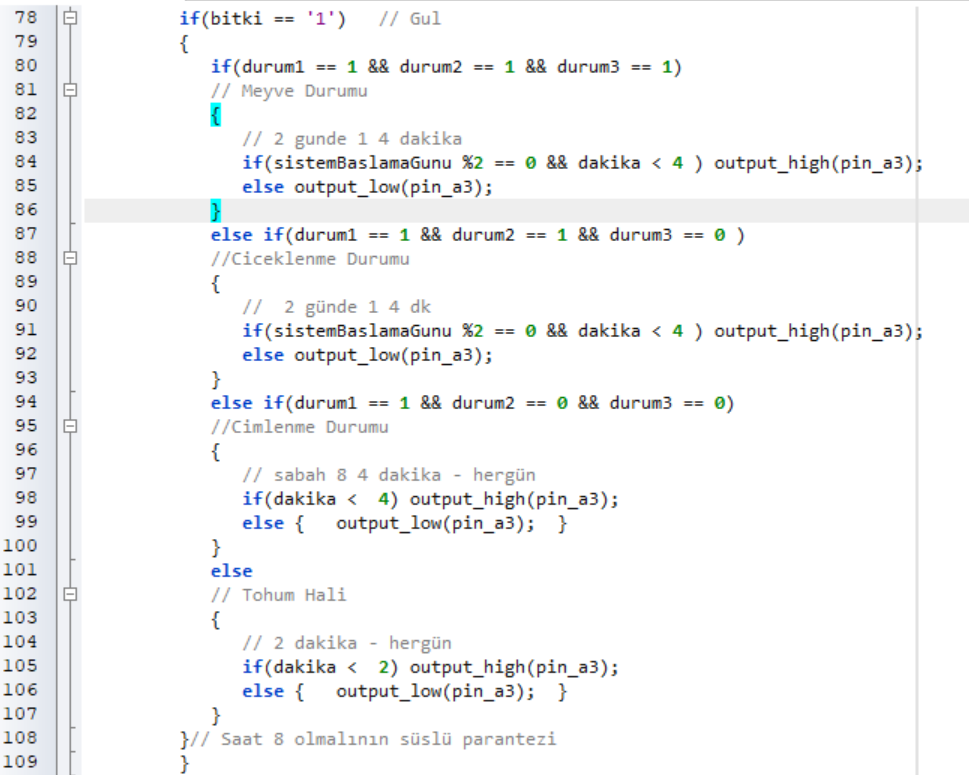 78 if(bitki == '1') // Gul
79 {
80 if(durum1 == 1 && durum2 == 1 && durum3 == 1)
81 // Meyve Durumu
82 {
83 // 2 gunde 1 4 dakika
84 if(sistemBaslamaGunu %2 == 0 && dakika < 4 ) output_high(pin_a3);
85 else output_low(pin_a3);
86 }
87 else if(durum1 == 1 && durum2 == 1 && durum3 == 0 )
88 //Ciceklenme Durumu
89 {
90 //  2 günde 1 4 dk
91 if(sistemBaslamaGunu %2 == 0 && dakika < 4 ) output_high(pin_a3);
92 else output_low(pin_a3);
93 }
94 else if(durum1 == 1 && durum2 == 0 && durum3 == 0)
95 //Cimlenme Durumu
96 {
97 // sabah 8 4 dakika - hergün
98 if(dakika <  4) output_high(pin_a3);
99 else {   output_low(pin_a3);  }
100 }
101 else
102 // Tohum Hali
103 {
104 // 2 dakika - hergün
105 if(dakika <  2) output_high(pin_a3);
106 else {   output_low(pin_a3);  }
107 }
108 }// Saat 8 olmalının süslü parantezi
109 }